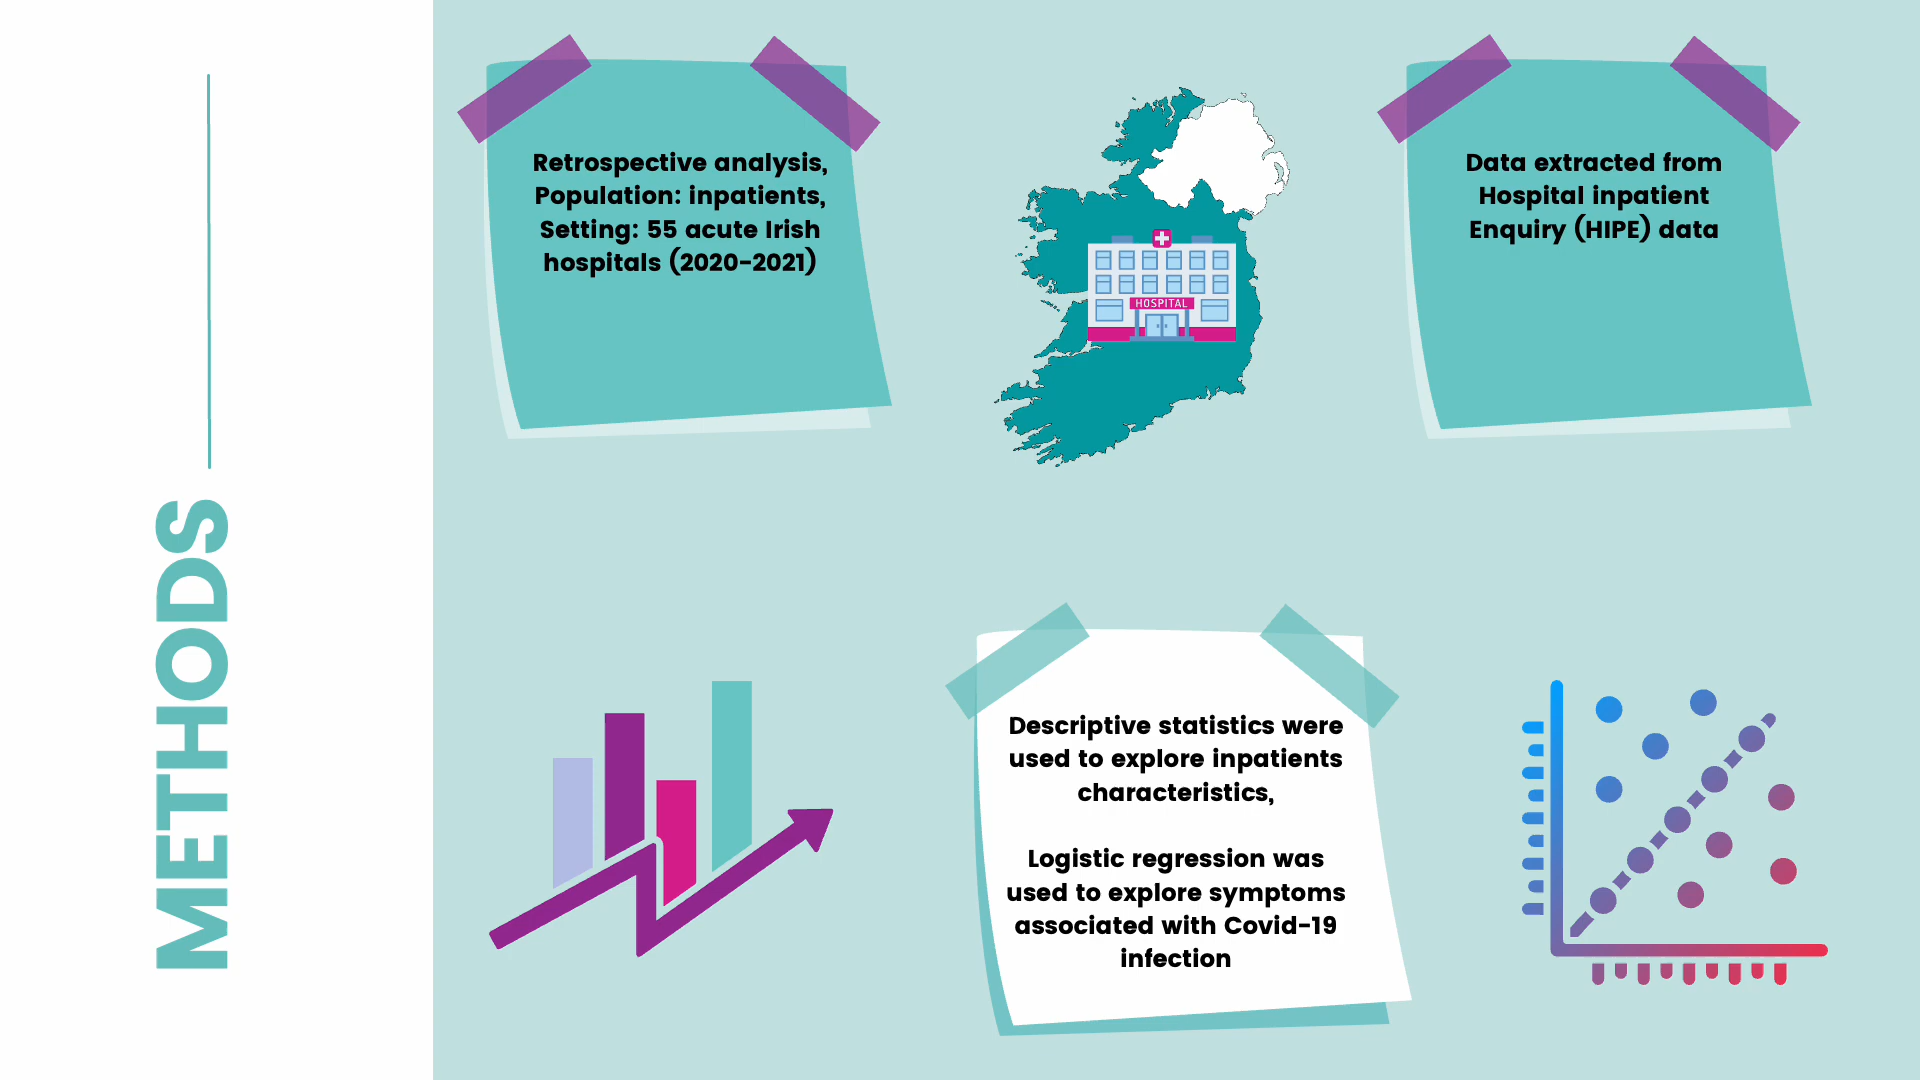 METHODS
Retrospective analysis,
Population: inpatients,
Setting: 55 acute Irish
hospitals (2020-2021)
HOSPITAL
Data extracted from
Hospital inpatient
Enquiry (HIPE) data
Descriptive statistics were
used to explore inpatients
characteristics,
Logistic regression was
used to explore symptoms
associated with Covid-19
infection